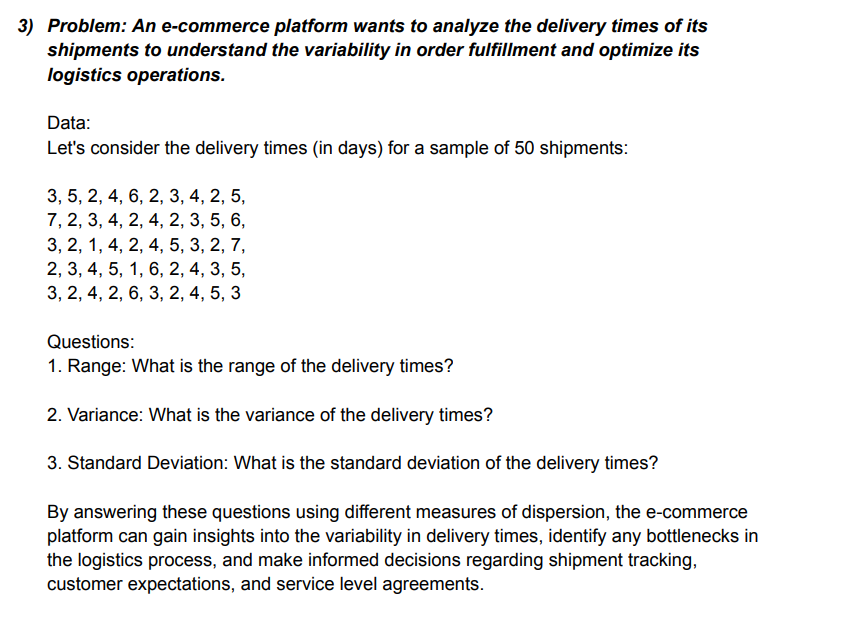 3) Problem: An e-commerce platform wants to analyze the delivery times of its
shipments to understand the variability in order fulfillment and optimize its
logistics operations.
Data:
Let's consider the delivery times (in days) for a sample of 50 shipments:
3, 5, 2, 4, 6, 2, 3, 4, 2, 5,
7, 2, 3, 4, 2, 4, 2, 3, 5, 6,
3, 2, 1, 4, 2, 4, 5, 3, 2, 7,
2, 3, 4, 5, 1, 6, 2, 4, 3, 5,
3, 2, 4, 2, 6, 3, 2, 4, 5, 3
Questions:
1. Range: What is the range of the delivery times?
2. Variance: What is the variance of the delivery times?
3. Standard Deviation: What is the standard deviation of the delivery times?
By answering these questions using different measures of dispersion, the e-commerce
platform can gain insights into the variability in delivery times, identify any bottlenecks in
the logistics process, and make informed decisions regarding shipment tracking,
customer expectations, and service level agreements.